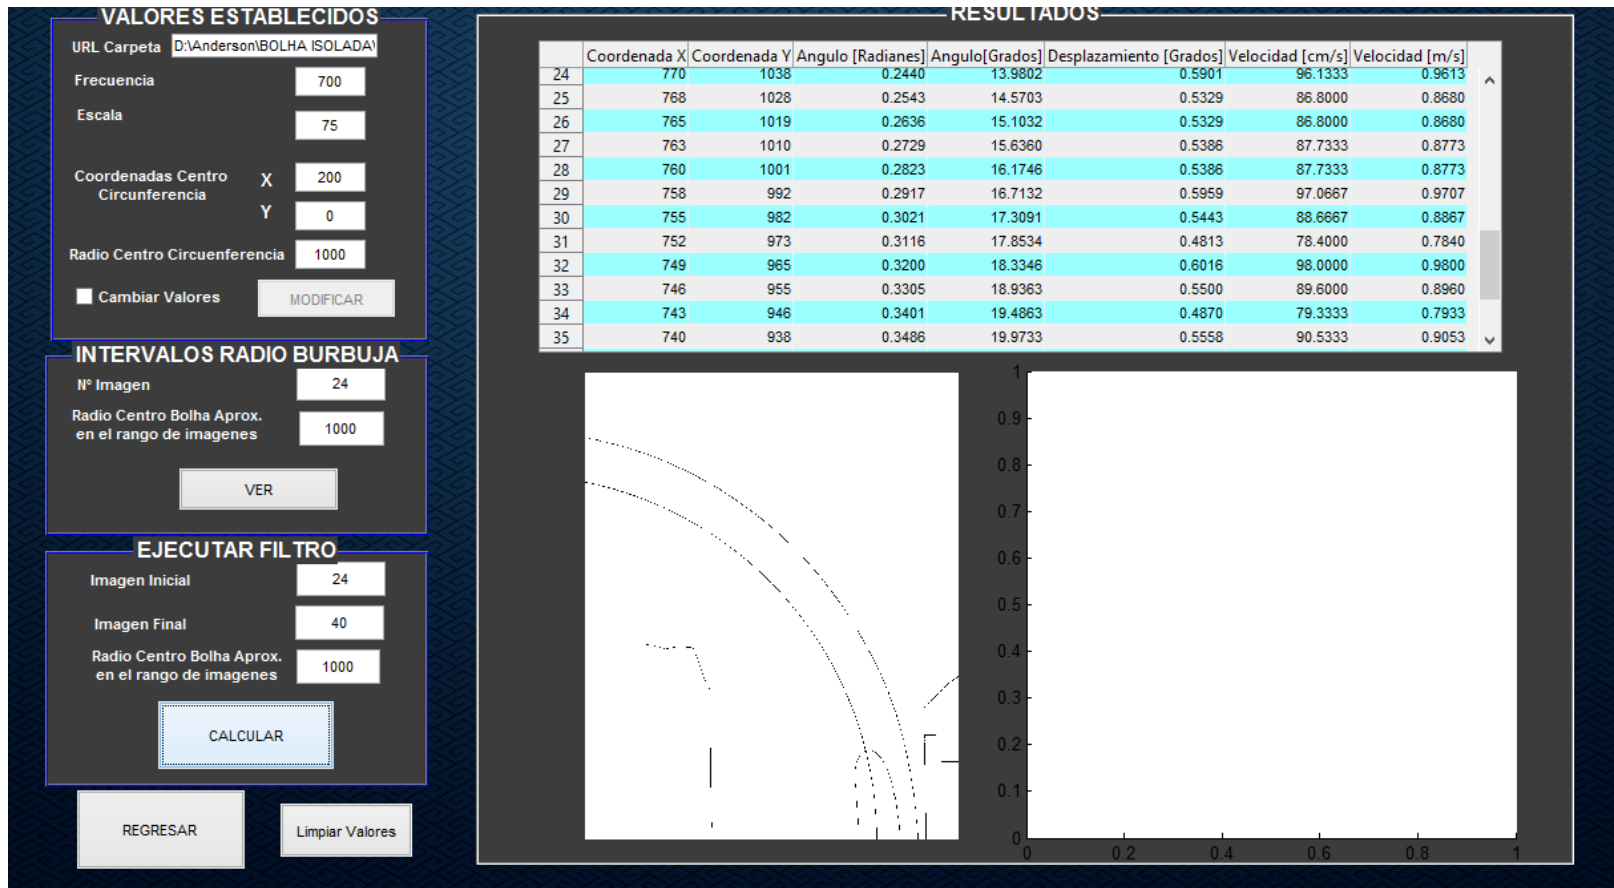 VALORES ESTABLECIDOS
URL Carpeta D:\Anderson\BOLHA ISOLADA\
Frecuencia 700
Escala 75
Coordenadas Centro Circunferencia X 200
Y 0
Radio Centro Circuenferencia 1000
Cambiar Valores MODIFICAR
INTERVALOS RADIO BURBUJA
Nº Imagen 24
Radio Centro Bolha Aprox.
en el rango de imagenes 1000
VER
EJECUTAR FILTRO
Imagen Inicial 24
Imagen Final 40
Radio Centro Bolha Aprox.
en el rango de imagenes 1000
CALCULAR
REGRESAR Limpiar Valores
RESULTADOS
Coordenada X Coordenada Y Angulo [Radianes] Angulo[Grados] Desplazamiento [Grados] Velocidad [cm/s] Velocidad [m/s]
24 770 1038 0.2440 13.9802 0.5901 96.1333 0.9613
25 768 1028 0.2543 14.5703 0.5329 86.8000 0.8680
26 765 1019 0.2636 15.1032 0.5329 86.8000 0.8680
27 763 1010 0.2729 15.6360 0.5386 87.7333 0.8773
28 760 1001 0.2823 16.1746 0.5386 87.7333 0.8773
29 758 992 0.2917 16.7132 0.5959 97.0667 0.9707
30 755 982 0.3021 17.3091 0.5443 88.6667 0.8867
31 752 973 0.3116 17.8534 0.4813 78.4000 0.7840
32 749 965 0.3200 18.3346 0.6016 98.0000 0.9800
33 746 955 0.3305 18.9363 0.5500 89.6000 0.8960
34 743 946 0.3401 19.4863 0.4870 79.3333 0.7933
35 740 938 0.3486 19.9733 0.5558 90.5333 0.9053
1
0.9
0.8
0.7
0.6
0.5
0.4
0.3
0.2
0.1
0
0 0.2 0.4 0.6 0.8 1